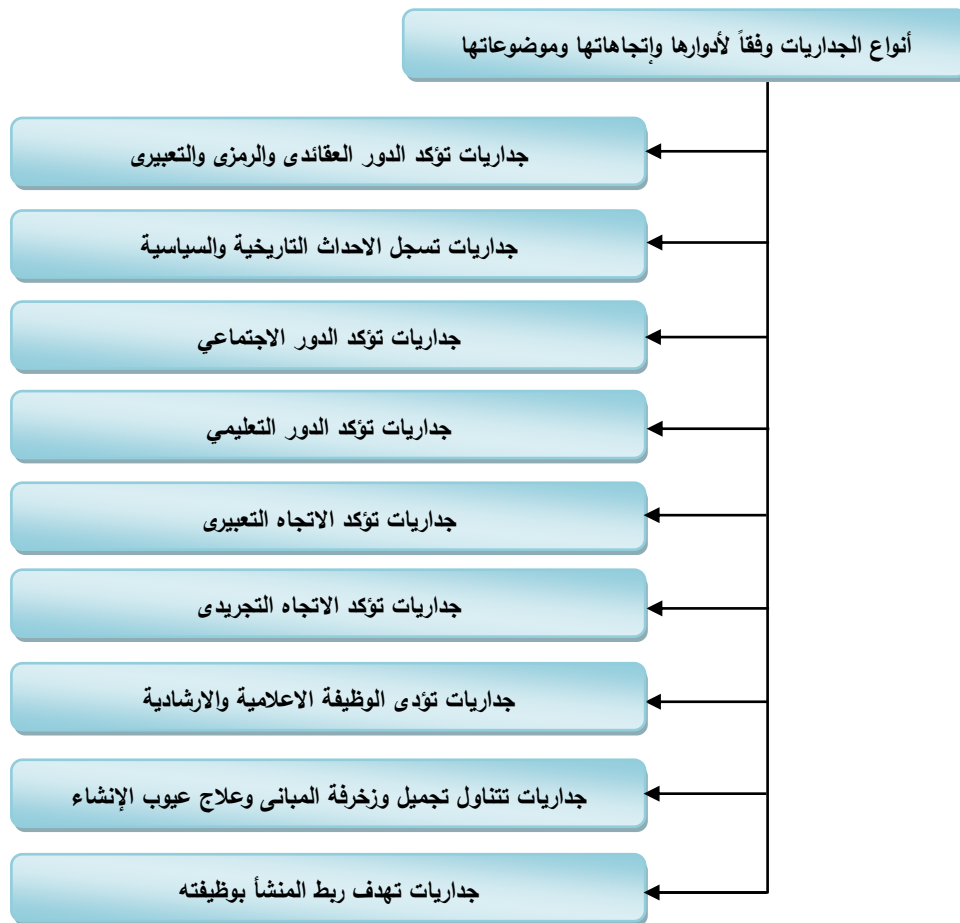 أنواع الجداريات وفقاً لأدوارها وإتجاهاتها وموضوعاتها
جداريات تؤكد الدور العقائدى والرمزى والتعبيرى
جداريات تسجل الاحداث التاريخية والسياسية
جداريات تؤكد الدور الاجتماعي
جداريات تؤكد الدور التعليمي
جداريات تؤكد الاتجاه التعبيرى
جداريات تؤكد الاتجاه التجريدى
جداريات تؤدى الوظيفة الاعلامية والارشادية
جداريات تتناول تجميل وزخرفة المبانى وعلاج عيوب الإنشاء
جداريات تهدف ربط المنشأ بوظيفته